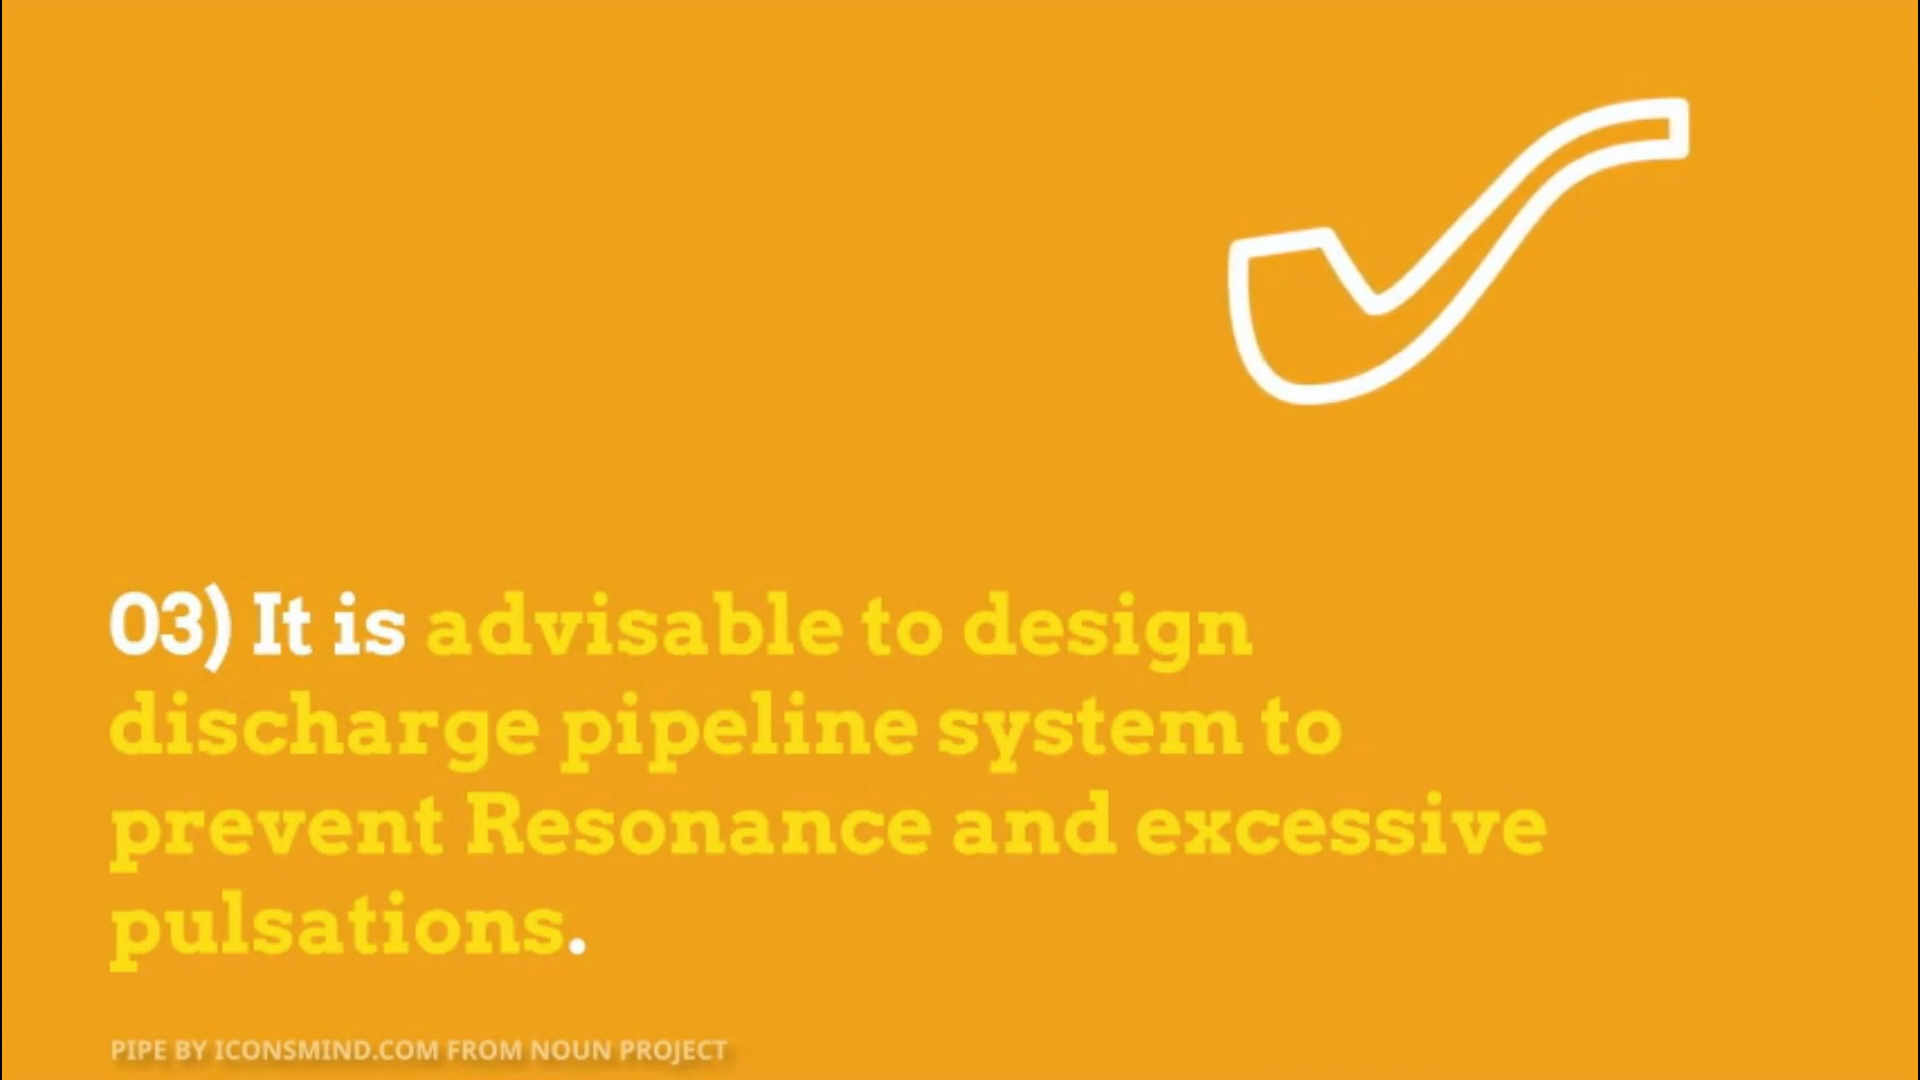 03) It is advisable to design
discharge pipeline system to
prevent Resonance and excessive
pulsations.
PIPE BY ICONSMIND.COM FROM NOUN PROJECT